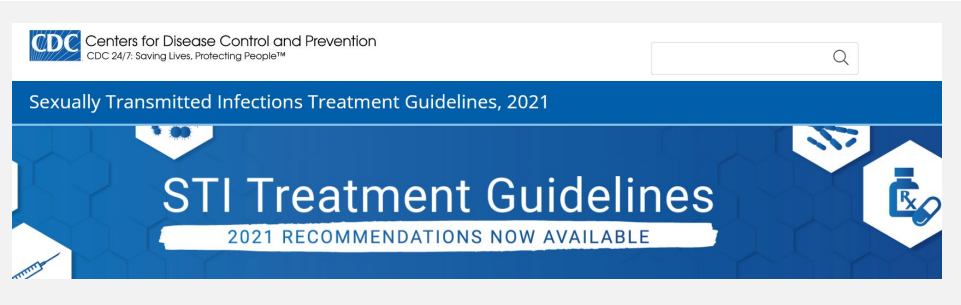 CDC Centers for Disease Control and Prevention
CDC 24/7: Saving Lives, Protecting People™
Sexually Transmitted Infections Treatment Guidelines, 2021
STI Treatment Guidelines
2021 RECOMMENDATIONS NOW AVAILABLE
Rx